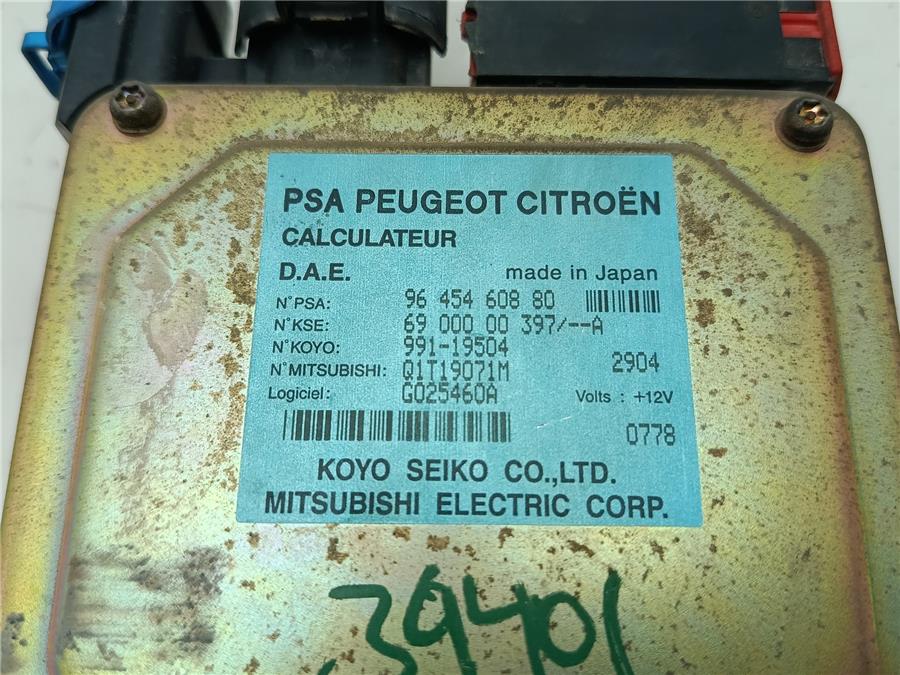 PSA PEUGEOT CITROËN
CALCULATEUR
D.A.E. made in Japan
N°PSA: 96 454 608 80
N°KSE: 69 000 00 397/--A
N°KOYO: 991-19504
N°MITSUBISHI: Q1T19071M 2904
Logiciel: G025460A Volts : +12V
0778
KOYO SEIKO CO.,LTD.
MITSUBISHI ELECTRIC CORP.
39401